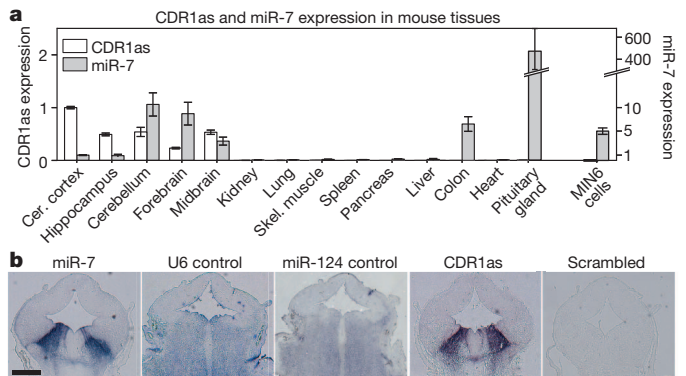 a
CDR1as and miR-7 expression in mouse tissues
CDR1as expression
2
1
0
CDR1as
miR-7
600
400
10
5
1
miR-7 expression
Cer. cortex
Hippocampus
Cerebellum
Forebrain
Midbrain
Kidney
Lung
Skel. muscle
Spleen
Pancreas
Liver
Colon
Heart
Pituitary
gland
MIN6
cells
b
miR-7
U6 control
miR-124 control
CDR1as
Scrambled